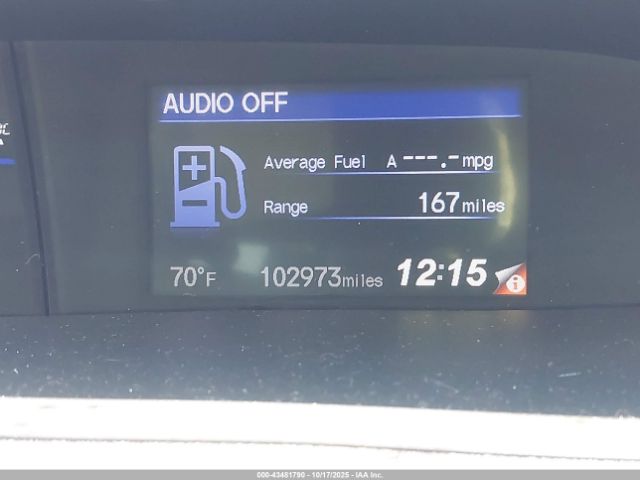 AUDIO OFF
Average Fuel A ---.- mpg
Range 167 miles
70°F 102973 miles 12:15 i
000-43481790 - 10/17/2025 - IAA Inc.